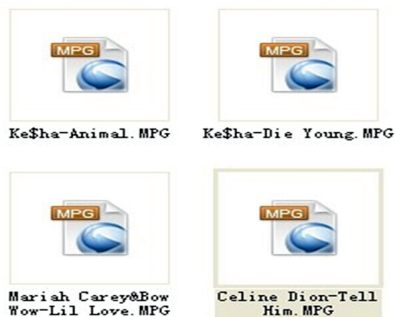 MPG
MPG
Ke$ha-Animal.MPG
Ke$ha-Die Young.MPG
MPG
MPG
Mariah Carey&Bow
Wow-Lil Love.MPG
Celine Dion-Tell
Him.MPG